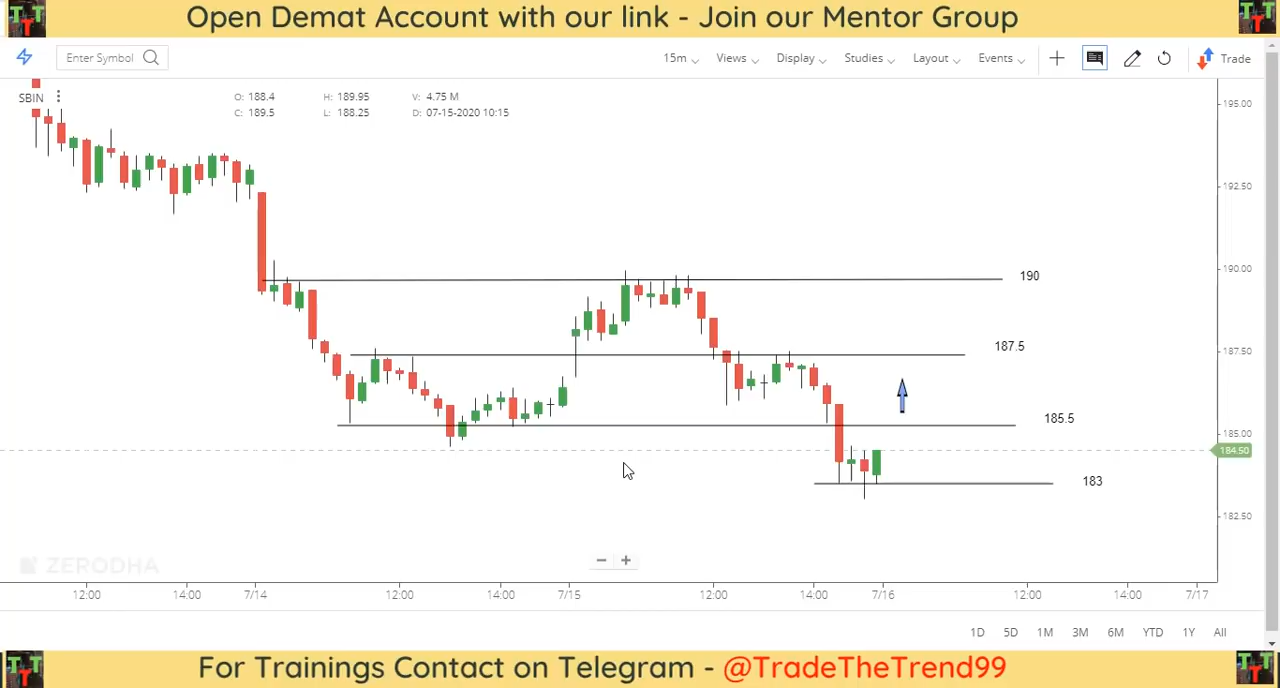 Open Demat Account with our link - Join our Mentor Group
Enter Symbol
15m Views Display Studies Layout Events Trade
SBIN
O: 188.4 H: 189.95 V: 4.75 M
C: 189.5 L: 188.25 D: 07-15-2020 10:15
195.00
192.50
190.00
187.50
185.00
184.50
182.50
190
187.5
185.5
183
ZERODHA
12:00 14:00 7/14 12:00 14:00 7/15 12:00 14:00 7/16 12:00 14:00 7/17
1D 5D 1M 3M 6M YTD 1Y All
For Trainings Contact on Telegram - @TradeTheTrend99